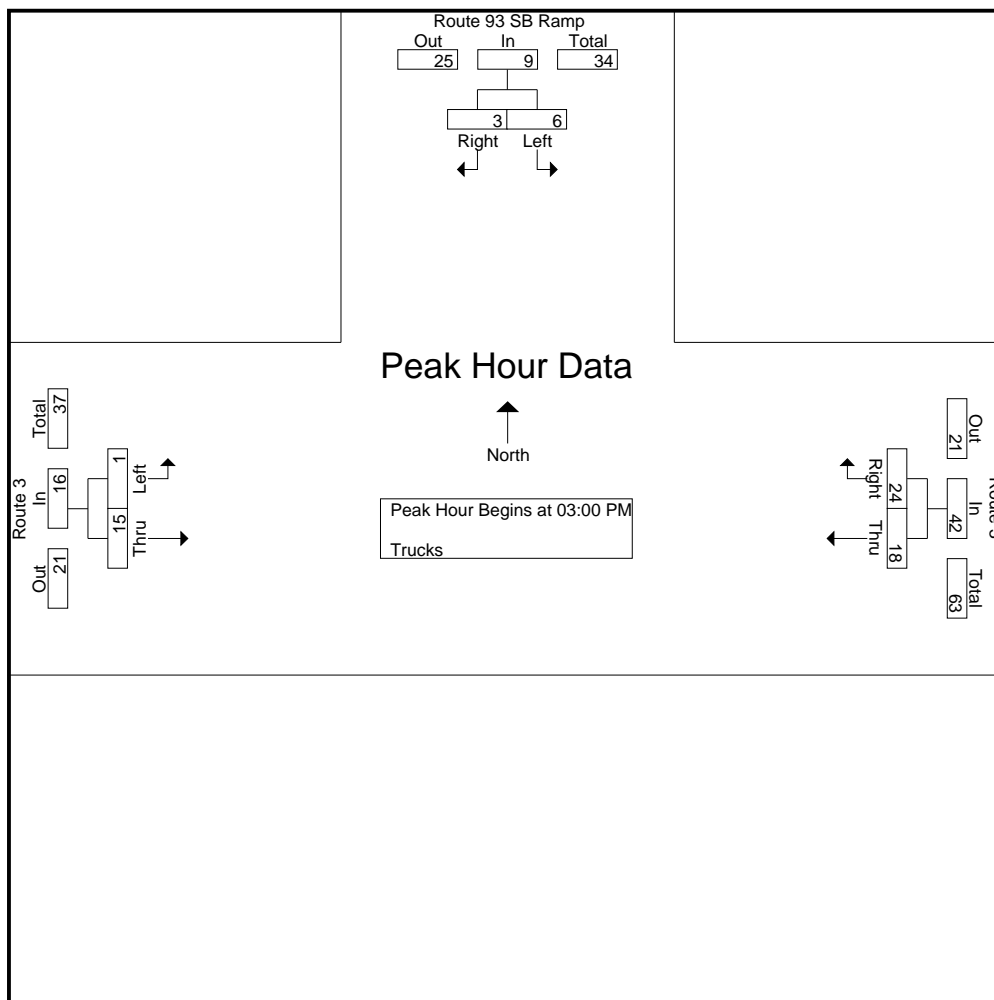 Route 93 SB Ramp
Out In Total
25 9 34
3 6
Right Left
Peak Hour Data
North
Peak Hour Begins at 03:00 PM
Trucks
Route 3
Total In Out
37 16 21
1 15
Left Thru
Out In Total
21 42 63
24 18
Right Thru